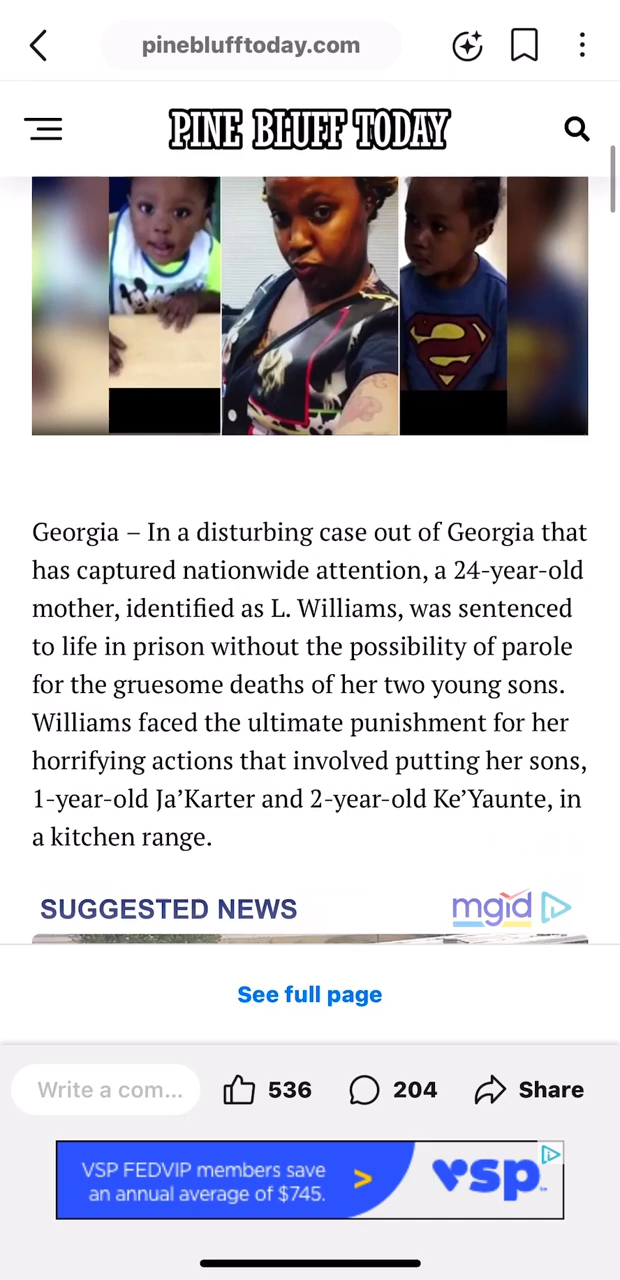 pineblufftoday.com
PINE BLUFF TODAY
Georgia – In a disturbing case out of Georgia that
has captured nationwide attention, a 24-year-old
mother, identified as L. Williams, was sentenced
to life in prison without the possibility of parole
for the gruesome deaths of her two young sons.
Williams faced the ultimate punishment for her
horrifying actions that involved putting her sons,
1-year-old Ja’Karter and 2-year-old Ke’Yaunte, in
a kitchen range.
SUGGESTED NEWS
mgid
See full page
Write a com...
536
204
Share
VSP FEDVIP members save
an annual average of $745.
>
vsp